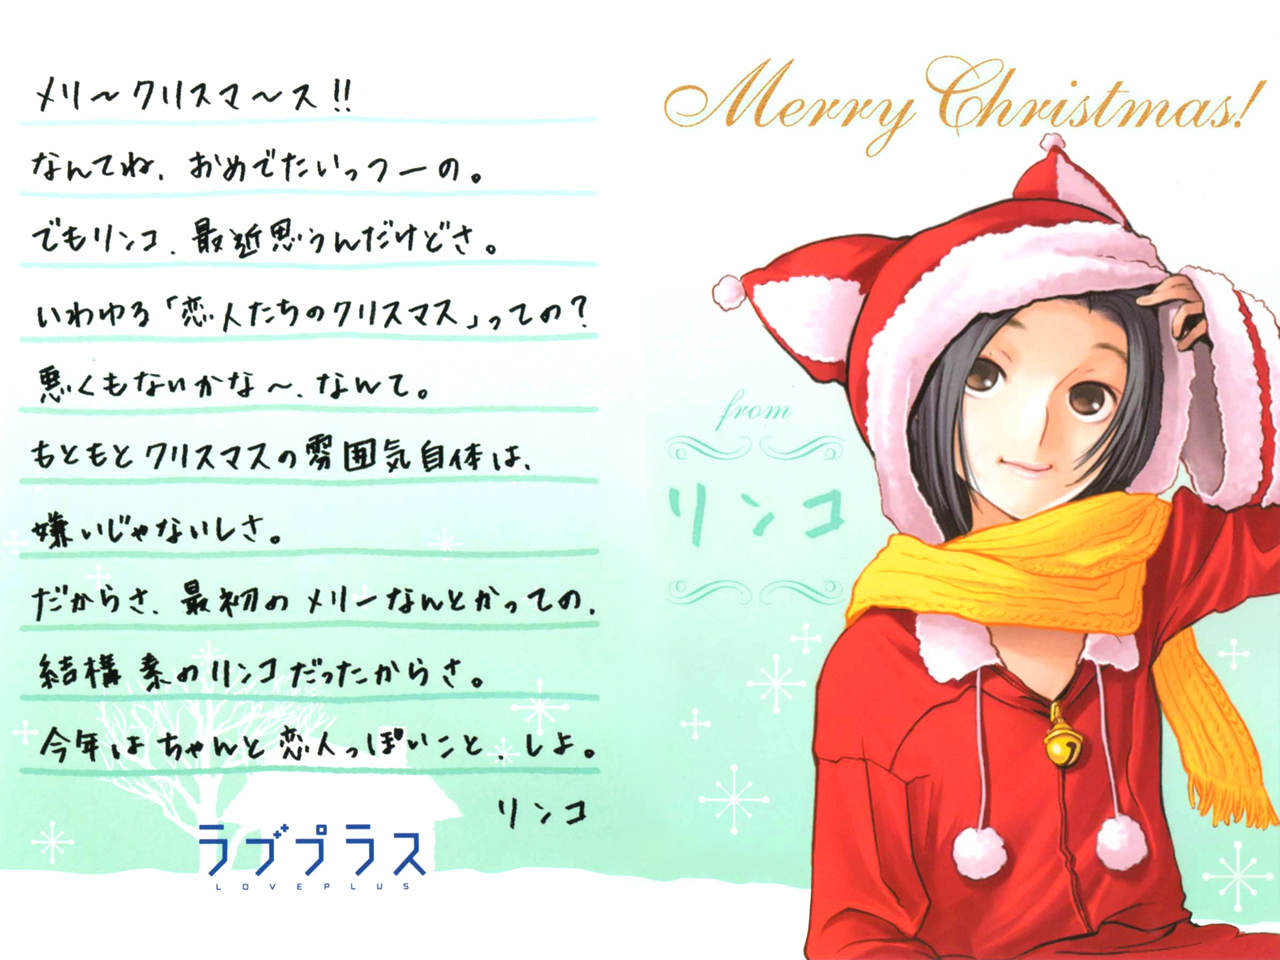 メリ〜クリスマ〜ス!!
なんてね、おめでたいっつーの。
でもリンコ、最近思うんだけどさ。
いわゆる「恋人たちのクリスマス」っての?
悪くもないかな〜、なんて。
もともとクリスマスの雰囲気自体は、
嫌いじゃないしさ。
だからさ、最初のメリーなんとかっての、
結構素のリンコだったからさ。
今年はちゃんと恋人っぽいこと、しよ。
リンコ
ラブプラス
LOVEPLUS
Merry Christmas!
from
リンコ